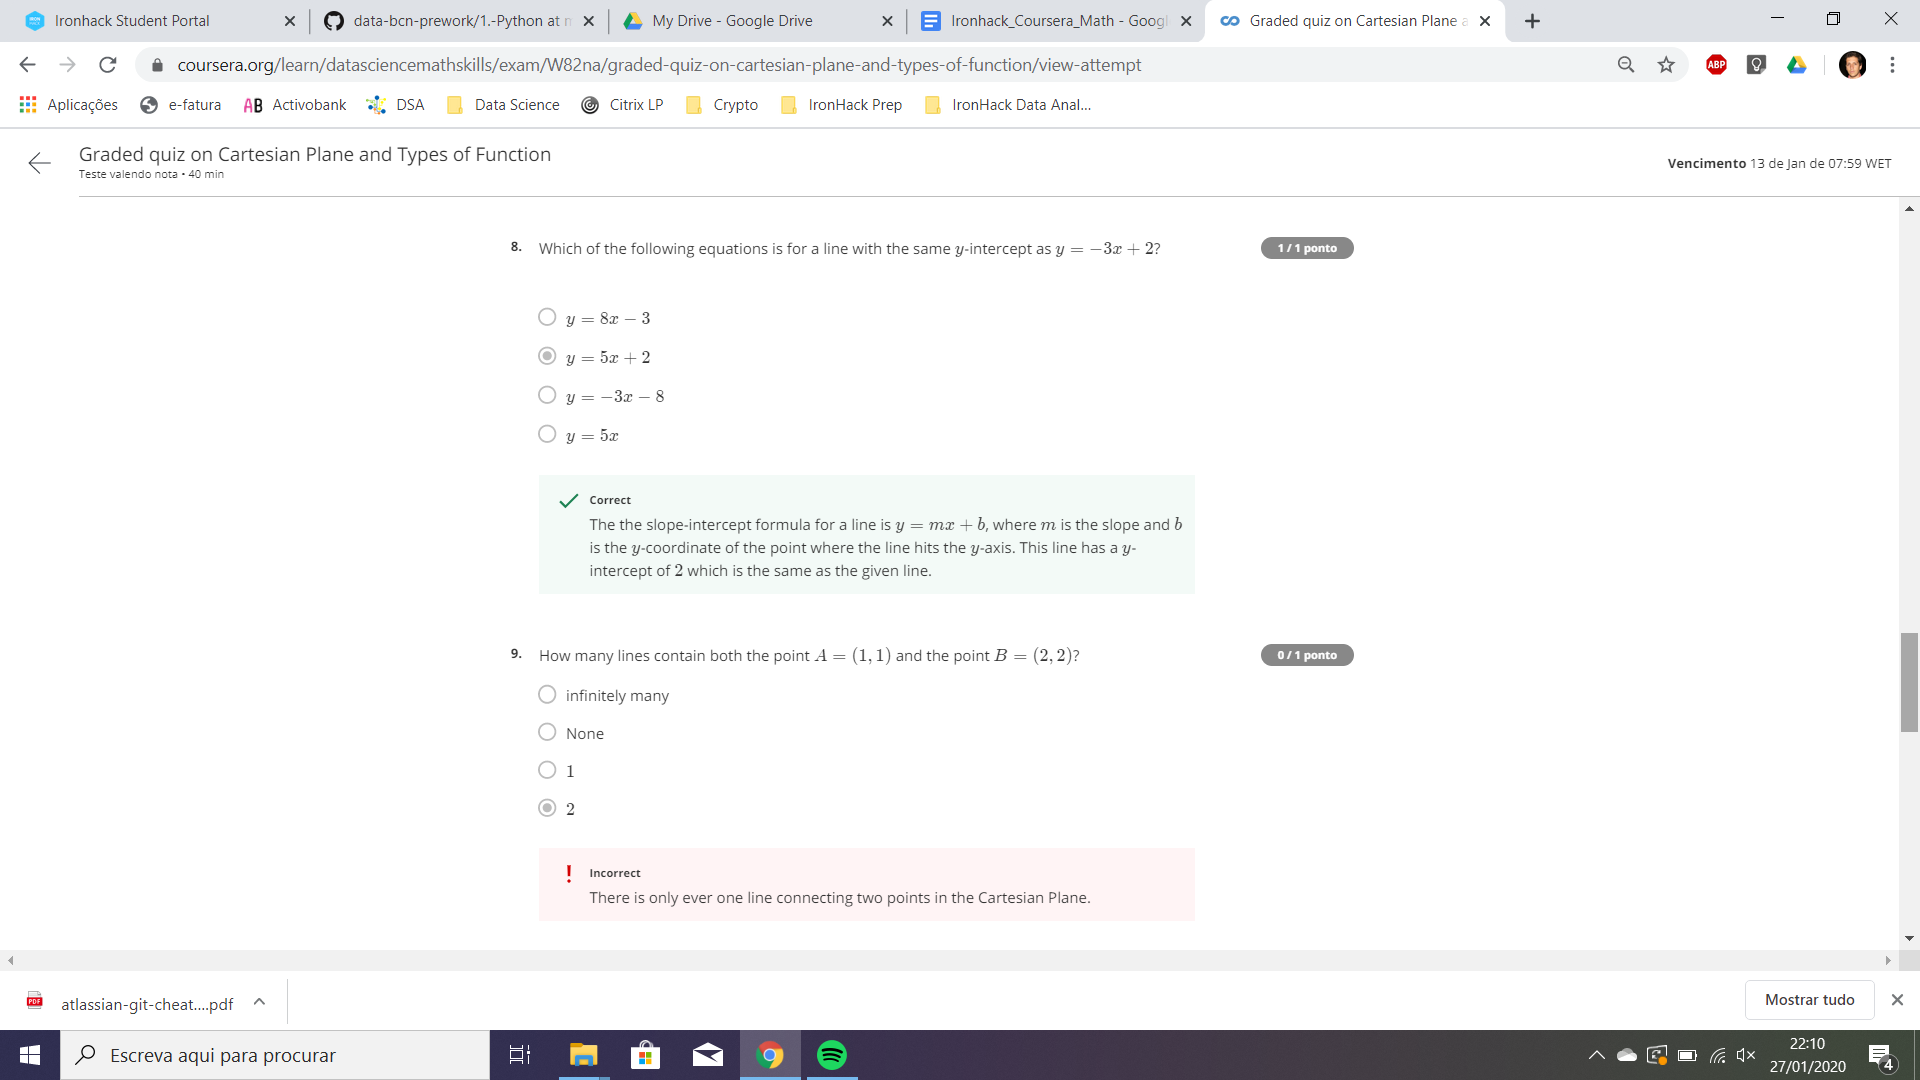 Ironhack Student Portal
data-bcn-prework/1.-Python at m
My Drive - Google Drive
Ironhack_Coursera_Math - Googl
Graded quiz on Cartesian Plane a
coursera.org/learn/datasciencemathskills/exam/W82na/graded-quiz-on-cartesian-plane-and-types-of-function/view-attempt
ABP
Aplicações
e-fatura
AB Activobank
DSA
Data Science
Citrix LP
Crypto
IronHack Prep
IronHack Data Anal...
Graded quiz on Cartesian Plane and Types of Function
Teste valendo nota • 40 min
Vencimento 13 de Jan de 07:59 WET
8. Which of the following equations is for a line with the same y-intercept as y = −3x + 2?
1 / 1 ponto
y = 8x − 3
y = 5x + 2
y = −3x − 8
y = 5x
Correct
The the slope-intercept formula for a line is y = mx + b, where m is the slope and b
is the y-coordinate of the point where the line hits the y-axis. This line has a y-
intercept of 2 which is the same as the given line.
9. How many lines contain both the point A = (1, 1) and the point B = (2, 2)?
0 / 1 ponto
infinitely many
None
1
2
Incorrect
There is only ever one line connecting two points in the Cartesian Plane.
PDF
atlassian-git-cheat....pdf
Mostrar tudo
Escreva aqui para procurar
22:10
27/01/2020
4